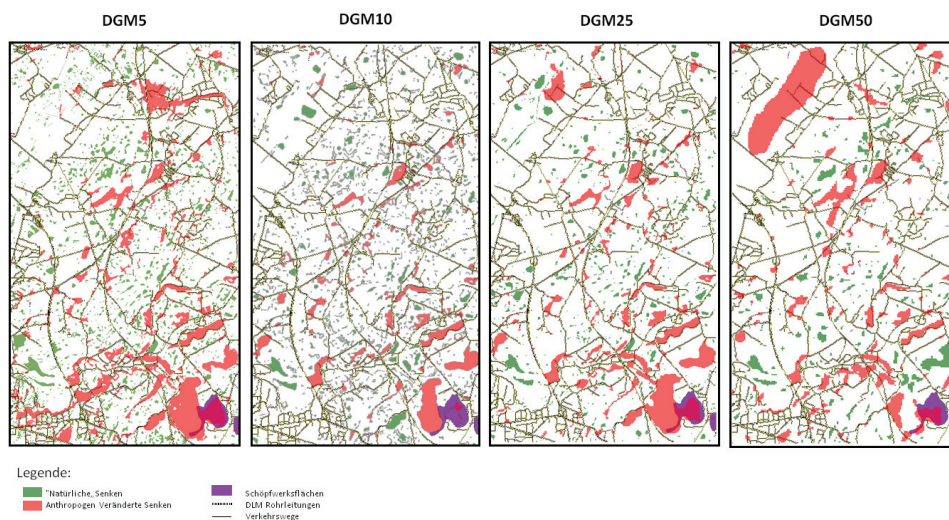 DGM5
DGM10
DGM25
DGM50
Legende:
"Natürliche„ Senken
Anthropogen Veränderte Senken
Schöpfwerksflächen
DLM Rohrleitungen
Verkehrswege